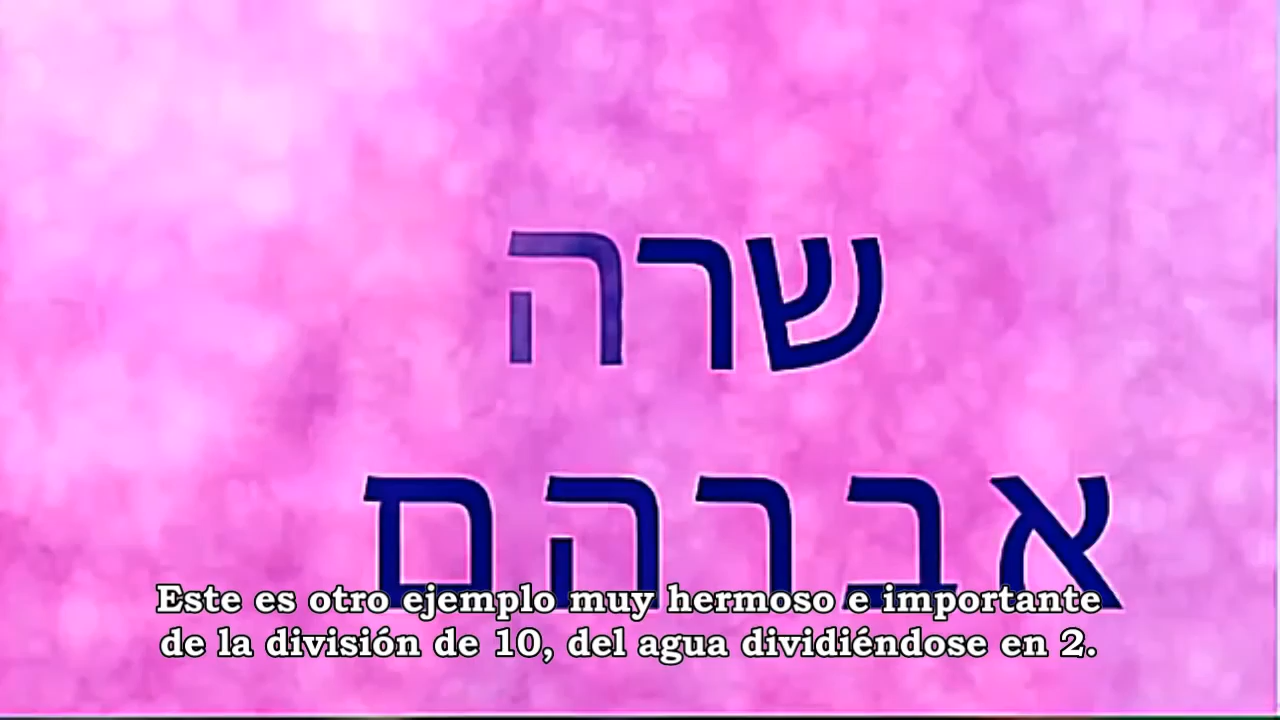 שרה
אברהם
Este es otro ejemplo muy hermoso e importante
de la división de 10, del agua dividiéndose en 2.